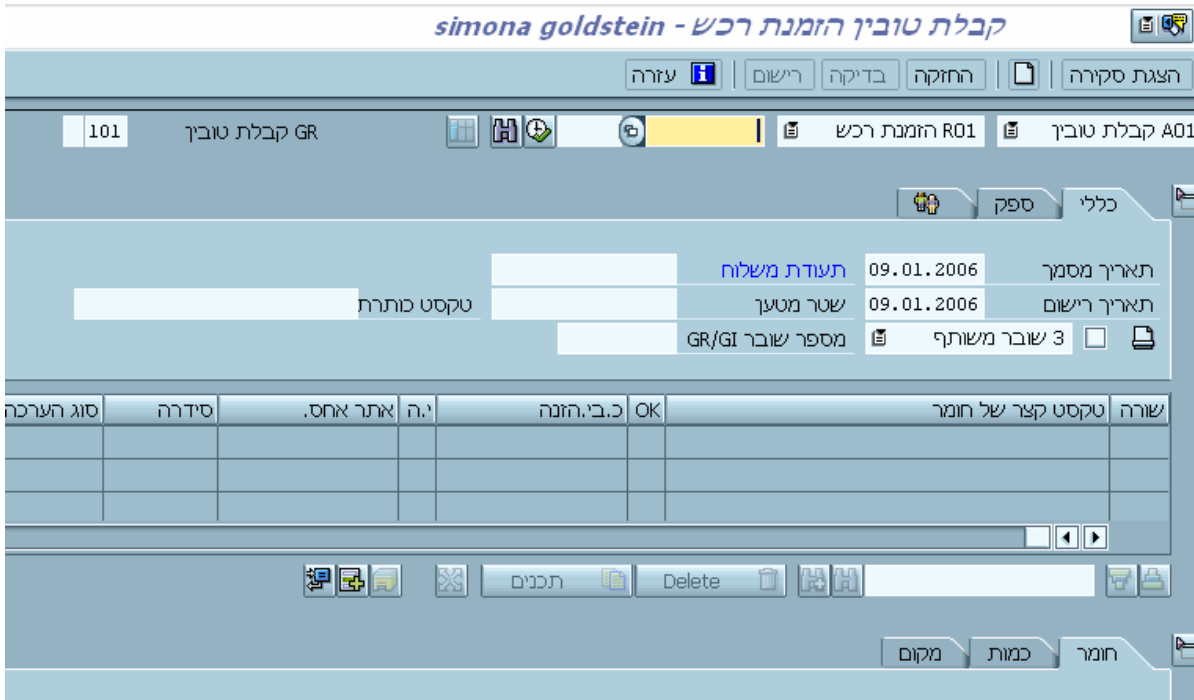 קבלת טובין הזמנת רכש - simona goldstein
הצגת סקירה החזקה בדיקה רישום עזרה
A01 קבלת טובין R01 הזמנת רכש GR קבלת טובין 101
כללי ספק
תאריך מסמך 09.01.2006 תעודת משלוח
תאריך רישום 09.01.2006 שטר מטען טקסט כותרת
3 שובר משותף מספר שובר GR/GI
שורה טקסט קצר של חומר OK כ.בי.הזנה י.ה אתר אחס. סידרה סוג הערכה
Delete תכנים
חומר כמות מקום